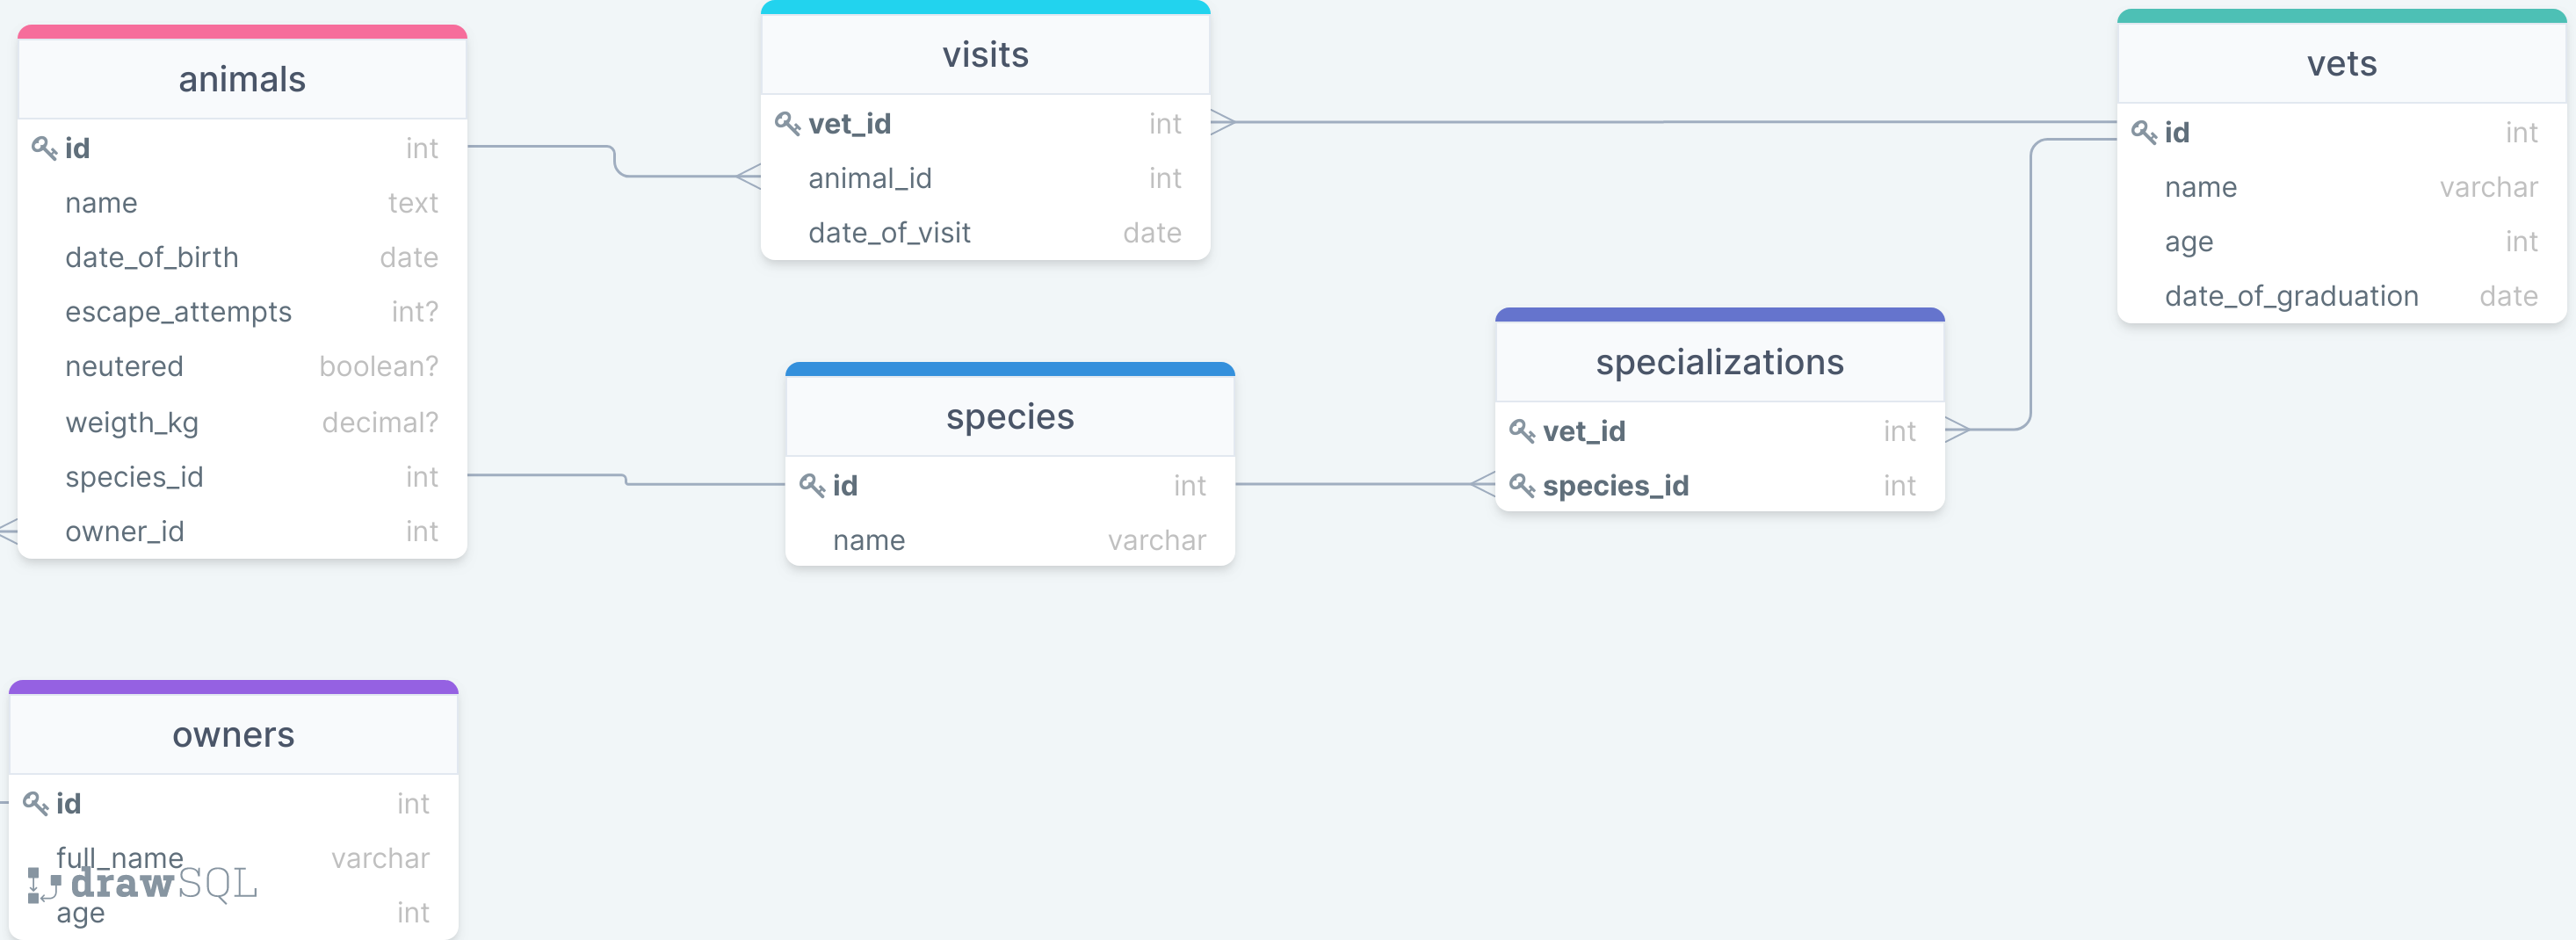 animals
id int
name text
date_of_birth date
escape_attempts int?
neutered boolean?
weigth_kg decimal?
species_id int
owner_id int
visits
vet_id int
animal_id int
date_of_visit date
species
id int
name varchar
specializations
vet_id int
species_id int
vets
id int
name varchar
age int
date_of_graduation date
owners
id int
full_name varchar
drawSQL
age int